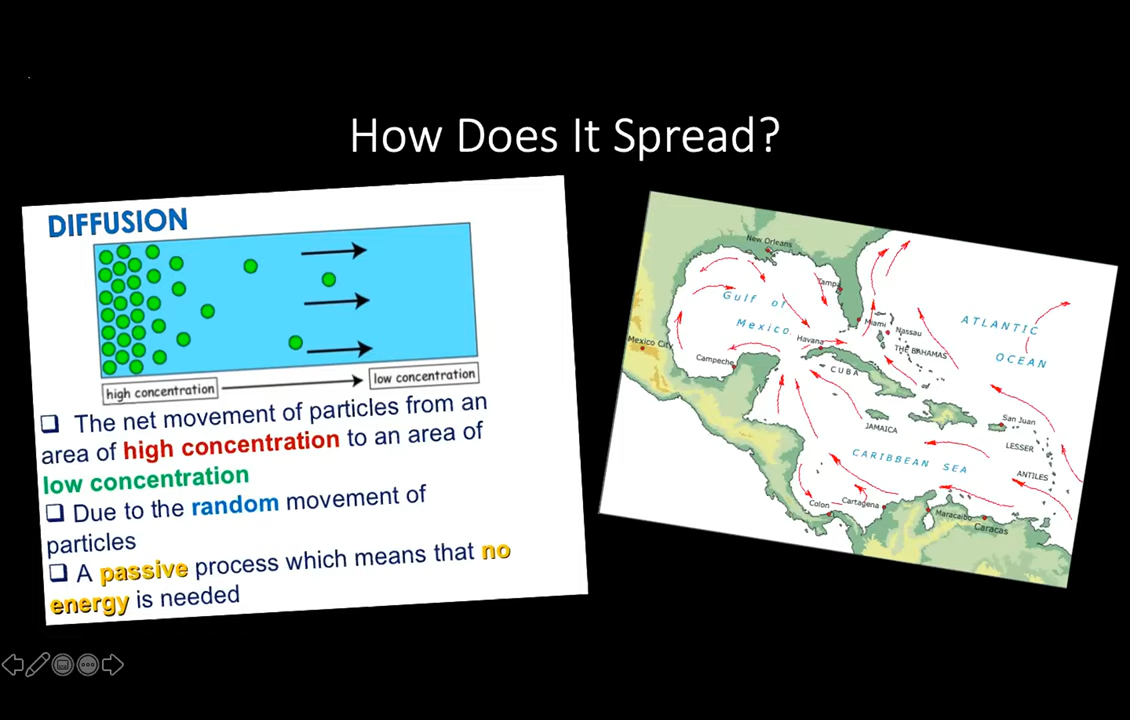 How Does It Spread?
DIFFUSION
high concentration
low concentration
❑ The net movement of particles from an
area of high concentration to an area of
low concentration
❑ Due to the random movement of
particles
❑ A passive process which means that no
energy is needed
New Orleans
Tampa
Gulf of
Mexico
Miami
Nassau
THE BAHAMAS
ATLANTIC
OCEAN
Mexico City
Campeche
Havana
CUBA
JAMAICA
San Juan
LESSER
ANTILES
CARIBBEAN SEA
Colon
Cartagena
Maracaibo
Caracas